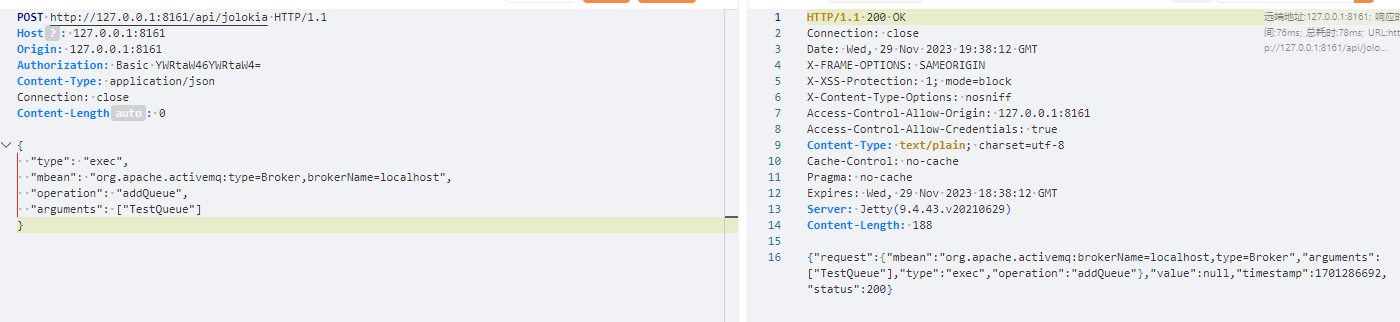 POST http://127.0.0.1:8161/api/jolokia HTTP/1.1
Host ? : 127.0.0.1:8161
Origin: 127.0.0.1:8161
Authorization: Basic YWRtaW46YWRtaW4=
Content-Type: application/json
Connection: close
Content-Length auto : 0
{
"type": "exec",
"mbean": "org.apache.activemq:type=Broker,brokerName=localhost",
"operation": "addQueue",
"arguments": ["TestQueue"]
}
1 HTTP/1.1 200 OK
2 Connection: close
3 Date: Wed, 29 Nov 2023 19:38:12 GMT
4 X-FRAME-OPTIONS: SAMEORIGIN
5 X-XSS-Protection: 1; mode=block
6 X-Content-Type-Options: nosniff
7 Access-Control-Allow-Origin: 127.0.0.1:8161
8 Access-Control-Allow-Credentials: true
9 Content-Type: text/plain; charset=utf-8
10 Cache-Control: no-cache
11 Pragma: no-cache
12 Expires: Wed, 29 Nov 2023 18:38:12 GMT
13 Server: Jetty(9.4.43.v20210629)
14 Content-Length: 188
15
16 {"request":{"mbean":"org.apache.activemq:brokerName=localhost,type=Broker","arguments":
["TestQueue"],"type":"exec","operation":"addQueue"},"value":null,"timestamp":1701286692,
"status":200}
远端地址:127.0.0.1:8161; 响应时
间:76ms; 总耗时:78ms; URL:htt
p://127.0.0.1:8161/api/jolo...